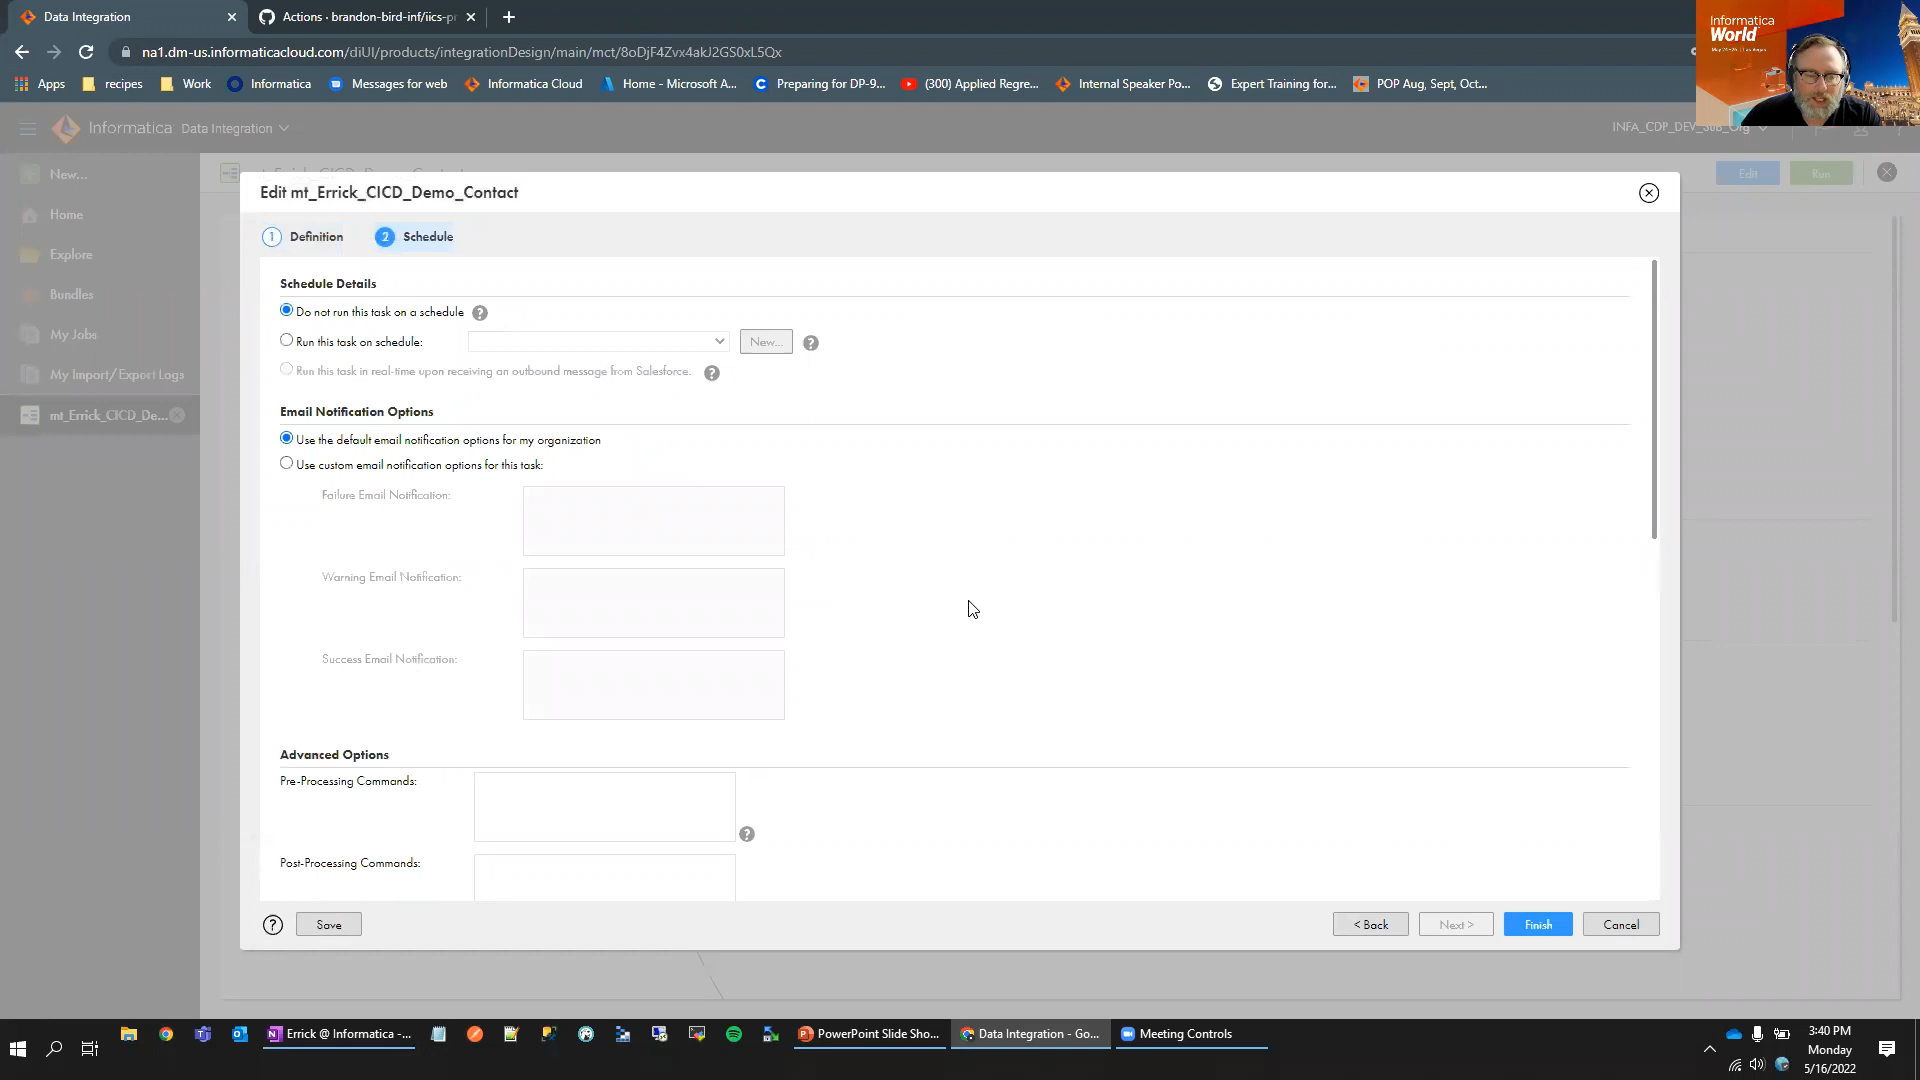 Data Integration
Actions · brandon-bird-inf/iics-pr
na1.dm-us.informaticacloud.com/diUI/products/integrationDesign/main/mct/8oDjF4Zvx4akJ2GS0xL5Qx
Apps
recipes
Work
Informatica
Messages for web
Informatica Cloud
Home - Microsoft A...
Preparing for DP-9...
(300) Applied Regre...
Internal Speaker Po...
Expert Training for...
POP Aug, Sept, Oct...
Informatica
World
May 24-26 | Las Vegas
Informatica Data Integration
INFA_CDP_DEV_Sub_Org
New...
Home
Explore
Bundles
My Jobs
My Import/Export Logs
mt_Errick_CICD_De...
Edit
Run
Edit mt_Errick_CICD_Demo_Contact
1 Definition
2 Schedule
Schedule Details
Do not run this task on a schedule ?
Run this task on schedule:
New... ?
Run this task in real-time upon receiving an outbound message from Salesforce. ?
Email Notification Options
Use the default email notification options for my organization
Use custom email notification options for this task:
Failure Email Notification:
Warning Email Notification:
Success Email Notification:
Advanced Options
Pre-Processing Commands:
?
Post-Processing Commands:
? Save
< Back
Next >
Finish
Cancel
Errick @ Informatica -...
PowerPoint Slide Sho...
Data Integration - Go...
Meeting Controls
3:40 PM
Monday
5/16/2022